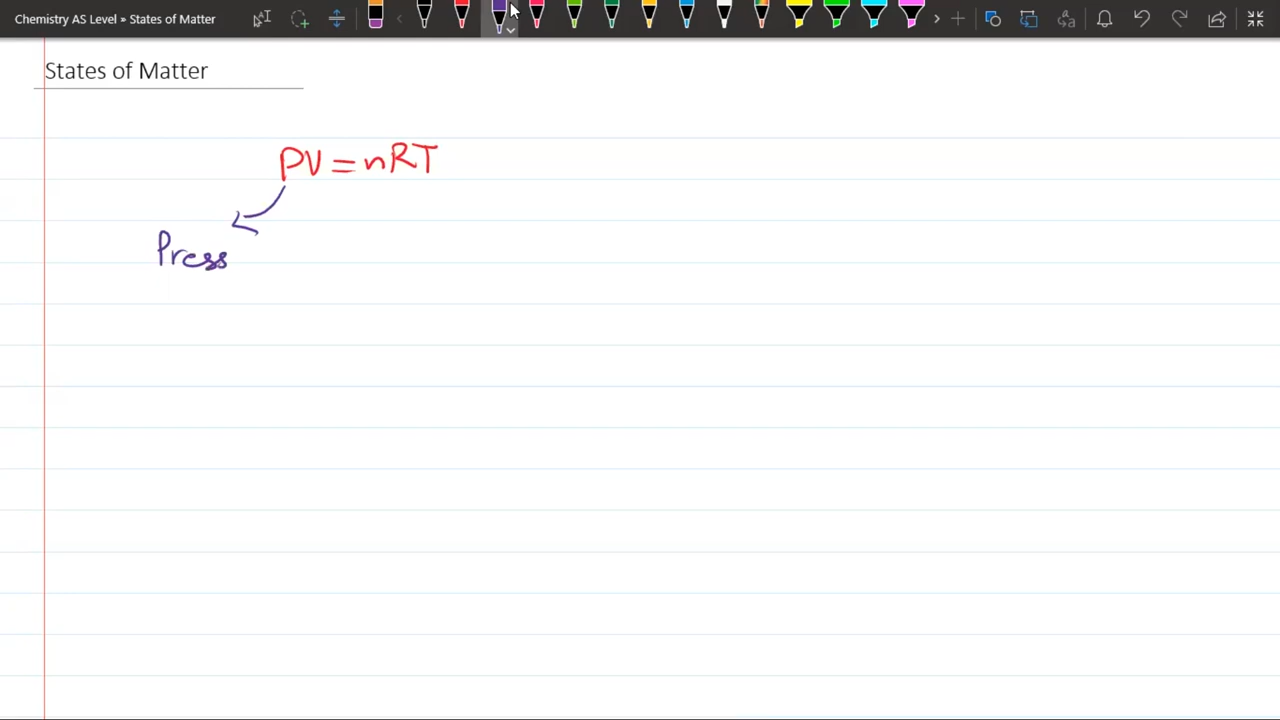 Chemistry AS Level » States of Matter
States of Matter
PV = nRT
Press